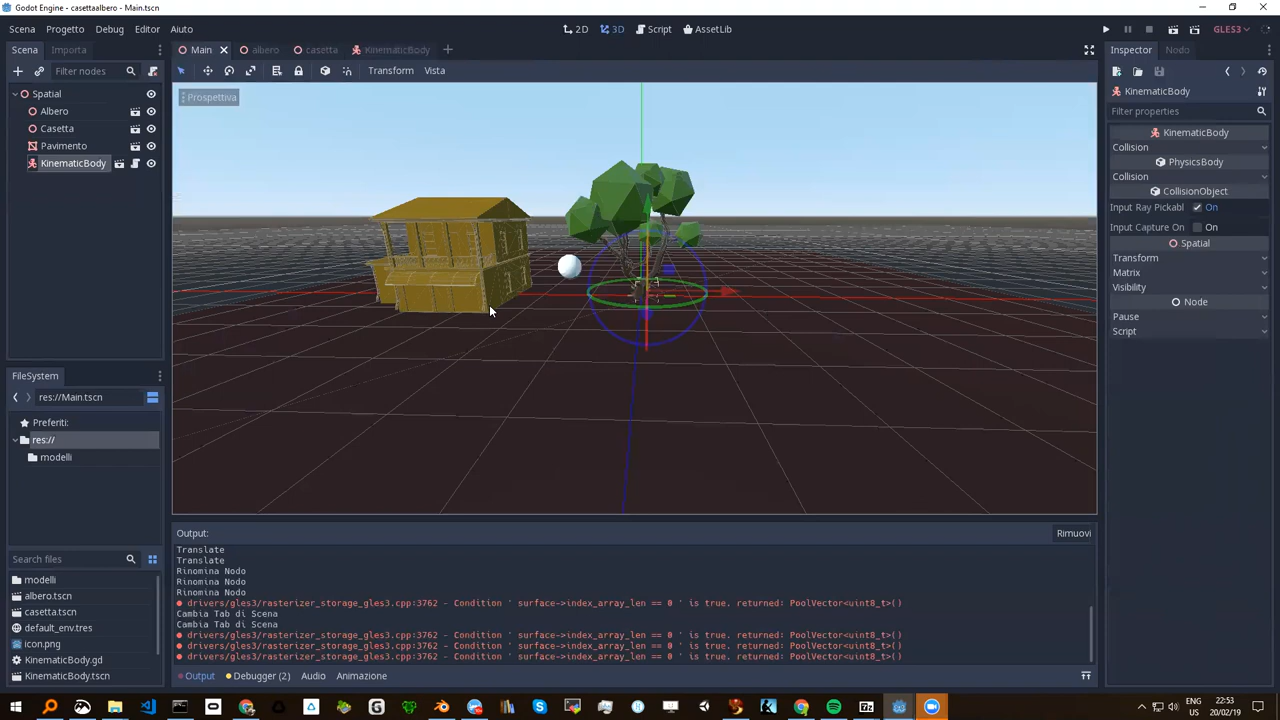 Godot Engine - casettaalbero
Scena Progetto Debug Editor Aiuto
2D 3D Script AssetLib
GLES3
Scena Importa
Main albero casetta KinematicBody
Inspector Nodo
Filter nodes
Transform Vista
KinematicBody
Prospettiva
Filter properties
Spatial
Albero
Casetta
Pavimento
KinematicBody
KinematicBody
Collision
PhysicsBody
Collision
CollisionObject
Input Ray Pickabl On
Input Capture On On
Spatial
Transform
Matrix
Visibility
Node
Pause
Script
FileSystem
res://Main.tscn
Preferiti:
res://
modelli
Search files
modelli
albero.tscn
casetta.tscn
default_env.tres
icon.png
KinematicBody.gd
KinematicBody.tscn
Output:
Rimuovi
Translate
Translate
Rinomina Nodo
Rinomina Nodo
Rinomina Nodo
drivers/gles3/rasterizer_storage_gles3.cpp:3762 - Condition ' surface->index_array_len == 0 ' is true. returned: PoolVector<uint8_t>()
Cambia Tab di Scena
Cambia Tab di Scena
drivers/gles3/rasterizer_storage_gles3.cpp:3762 - Condition ' surface->index_array_len == 0 ' is true. returned: PoolVector<uint8_t>()
drivers/gles3/rasterizer_storage_gles3.cpp:3762 - Condition ' surface->index_array_len == 0 ' is true. returned: PoolVector<uint8_t>()
drivers/gles3/rasterizer_storage_gles3.cpp:3762 - Condition ' surface->index_array_len == 0 ' is true. returned: PoolVector<uint8_t>()
Output Debugger (2) Audio Animazione
ENG
US
22:53
20/02/19